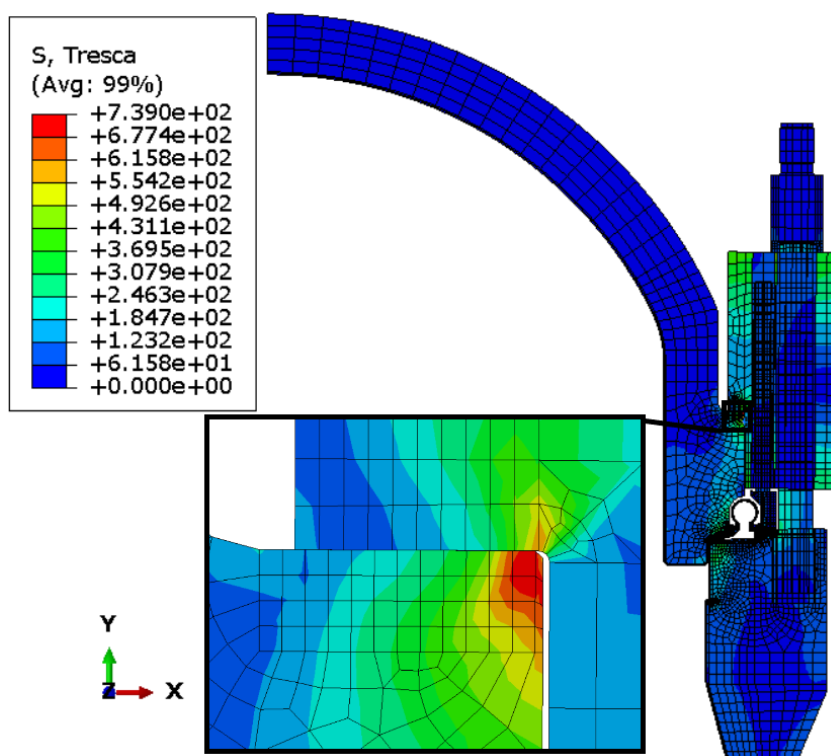 S, Tresca
(Avg: 99%)
+7.390e+02
+6.774e+02
+6.158e+02
+5.542e+02
+4.926e+02
+4.311e+02
+3.695e+02
+3.079e+02
+2.463e+02
+1.847e+02
+1.232e+02
+6.158e+01
+0.000e+00
Y
Z
X